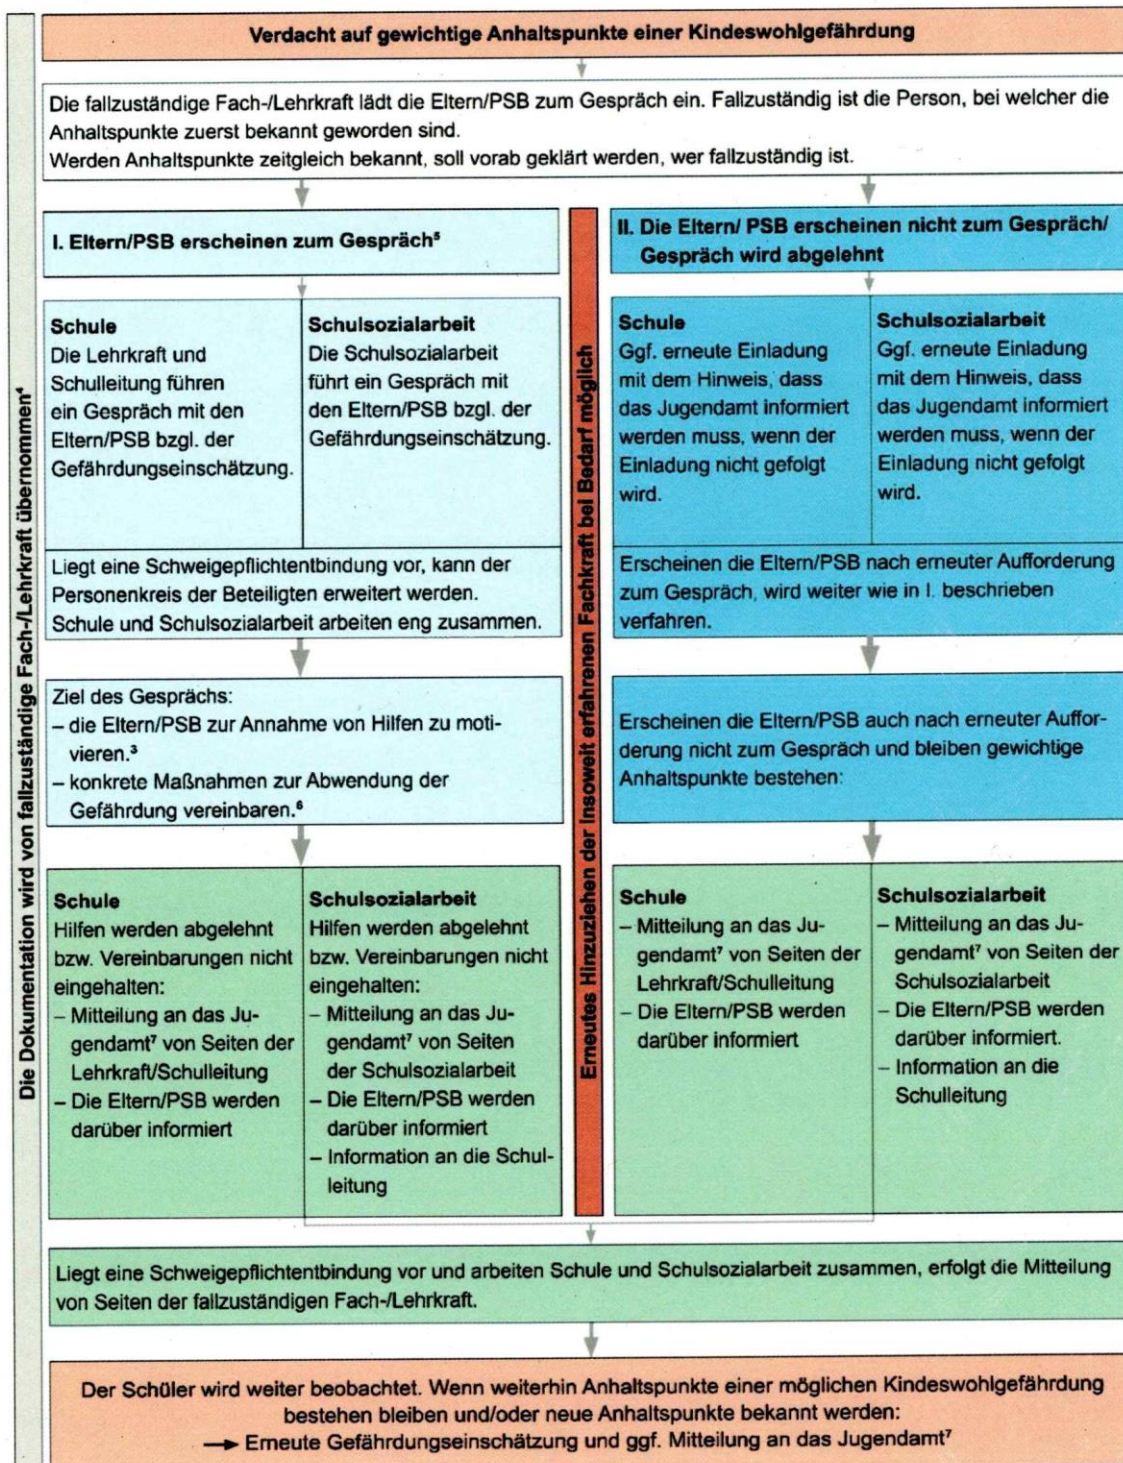 Verdacht auf gewichtige Anhaltspunkte einer Kindeswohlgefährdung
Die fallzuständige Fach-/Lehrkraft lädt die Eltern/PSB zum Gespräch ein. Fallzuständig ist die Person, bei welcher die
Anhaltspunkte zuerst bekannt geworden sind.
Werden Anhaltspunkte zeitgleich bekannt, soll vorab geklärt werden, wer fallzuständig ist.
Die Dokumentation wird von fallzuständige Fach-/Lehrkraft übernommen⁴
I. Eltern/PSB erscheinen zum Gespräch⁵
Schule
Die Lehrkraft und
Schulleitung führen
ein Gespräch mit den
Eltern/PSB bzgl. der
Gefährdungseinschätzung.
Schulsozialarbeit
Die Schulsozialarbeit
führt ein Gespräch mit
den Eltern/PSB bzgl. der
Gefährdungseinschätzung.
Liegt eine Schweigepflichtentbindung vor, kann der
Personenkreis der Beteiligten erweitert werden.
Schule und Schulsozialarbeit arbeiten eng zusammen.
Ziel des Gesprächs:
– die Eltern/PSB zur Annahme von Hilfen zu moti-
vieren.³
– konkrete Maßnahmen zur Abwendung der
Gefährdung vereinbaren.⁶
Schule
Hilfen werden abgelehnt
bzw. Vereinbarungen nicht
eingehalten:
– Mitteilung an das Ju-
gendamt⁷ von Seiten der
Lehrkraft/Schulleitung
– Die Eltern/PSB werden
darüber informiert
Schulsozialarbeit
Hilfen werden abgelehnt
bzw. Vereinbarungen nicht
eingehalten:
– Mitteilung an das Ju-
gendamt⁷ von Seiten
der Schulsozialarbeit
– Die Eltern/PSB werden
darüber informiert
– Information an die Schul-
leitung
Erneutes Hinzuziehen der Insoweit erfahrenen Fachkraft bei Bedarf möglich
II. Die Eltern/ PSB erscheinen nicht zum Gespräch/
Gespräch wird abgelehnt
Schule
Ggf. erneute Einladung
mit dem Hinweis, dass
das Jugendamt informiert
werden muss, wenn der
Einladung nicht gefolgt
wird.
Schulsozialarbeit
Ggf. erneute Einladung
mit dem Hinweis, dass
das Jugendamt informiert
werden muss, wenn der
Einladung nicht gefolgt
wird.
Erscheinen die Eltern/PSB nach erneuter Aufforderung
zum Gespräch, wird weiter wie in I. beschrieben
verfahren.
Erscheinen die Eltern/PSB auch nach erneuter Auffor-
derung nicht zum Gespräch und bleiben gewichtige
Anhaltspunkte bestehen:
Schule
– Mitteilung an das Ju-
gendamt⁷ von Seiten der
Lehrkraft/Schulleitung
– Die Eltern/PSB werden
darüber informiert
Schulsozialarbeit
– Mitteilung an das Ju-
gendamt⁷ von Seiten der
Schulsozialarbeit
– Die Eltern/PSB werden
darüber informiert.
– Information an die
Schulleitung
Liegt eine Schweigepflichtentbindung vor und arbeiten Schule und Schulsozialarbeit zusammen, erfolgt die Mitteilung
von Seiten der fallzuständigen Fach-/Lehrkraft.
Der Schüler wird weiter beobachtet. Wenn weiterhin Anhaltspunkte einer möglichen Kindeswohlgefährdung
bestehen bleiben und/oder neue Anhaltspunkte bekannt werden:
→ Erneute Gefährdungseinschätzung und ggf. Mitteilung an das Jugendamt⁷